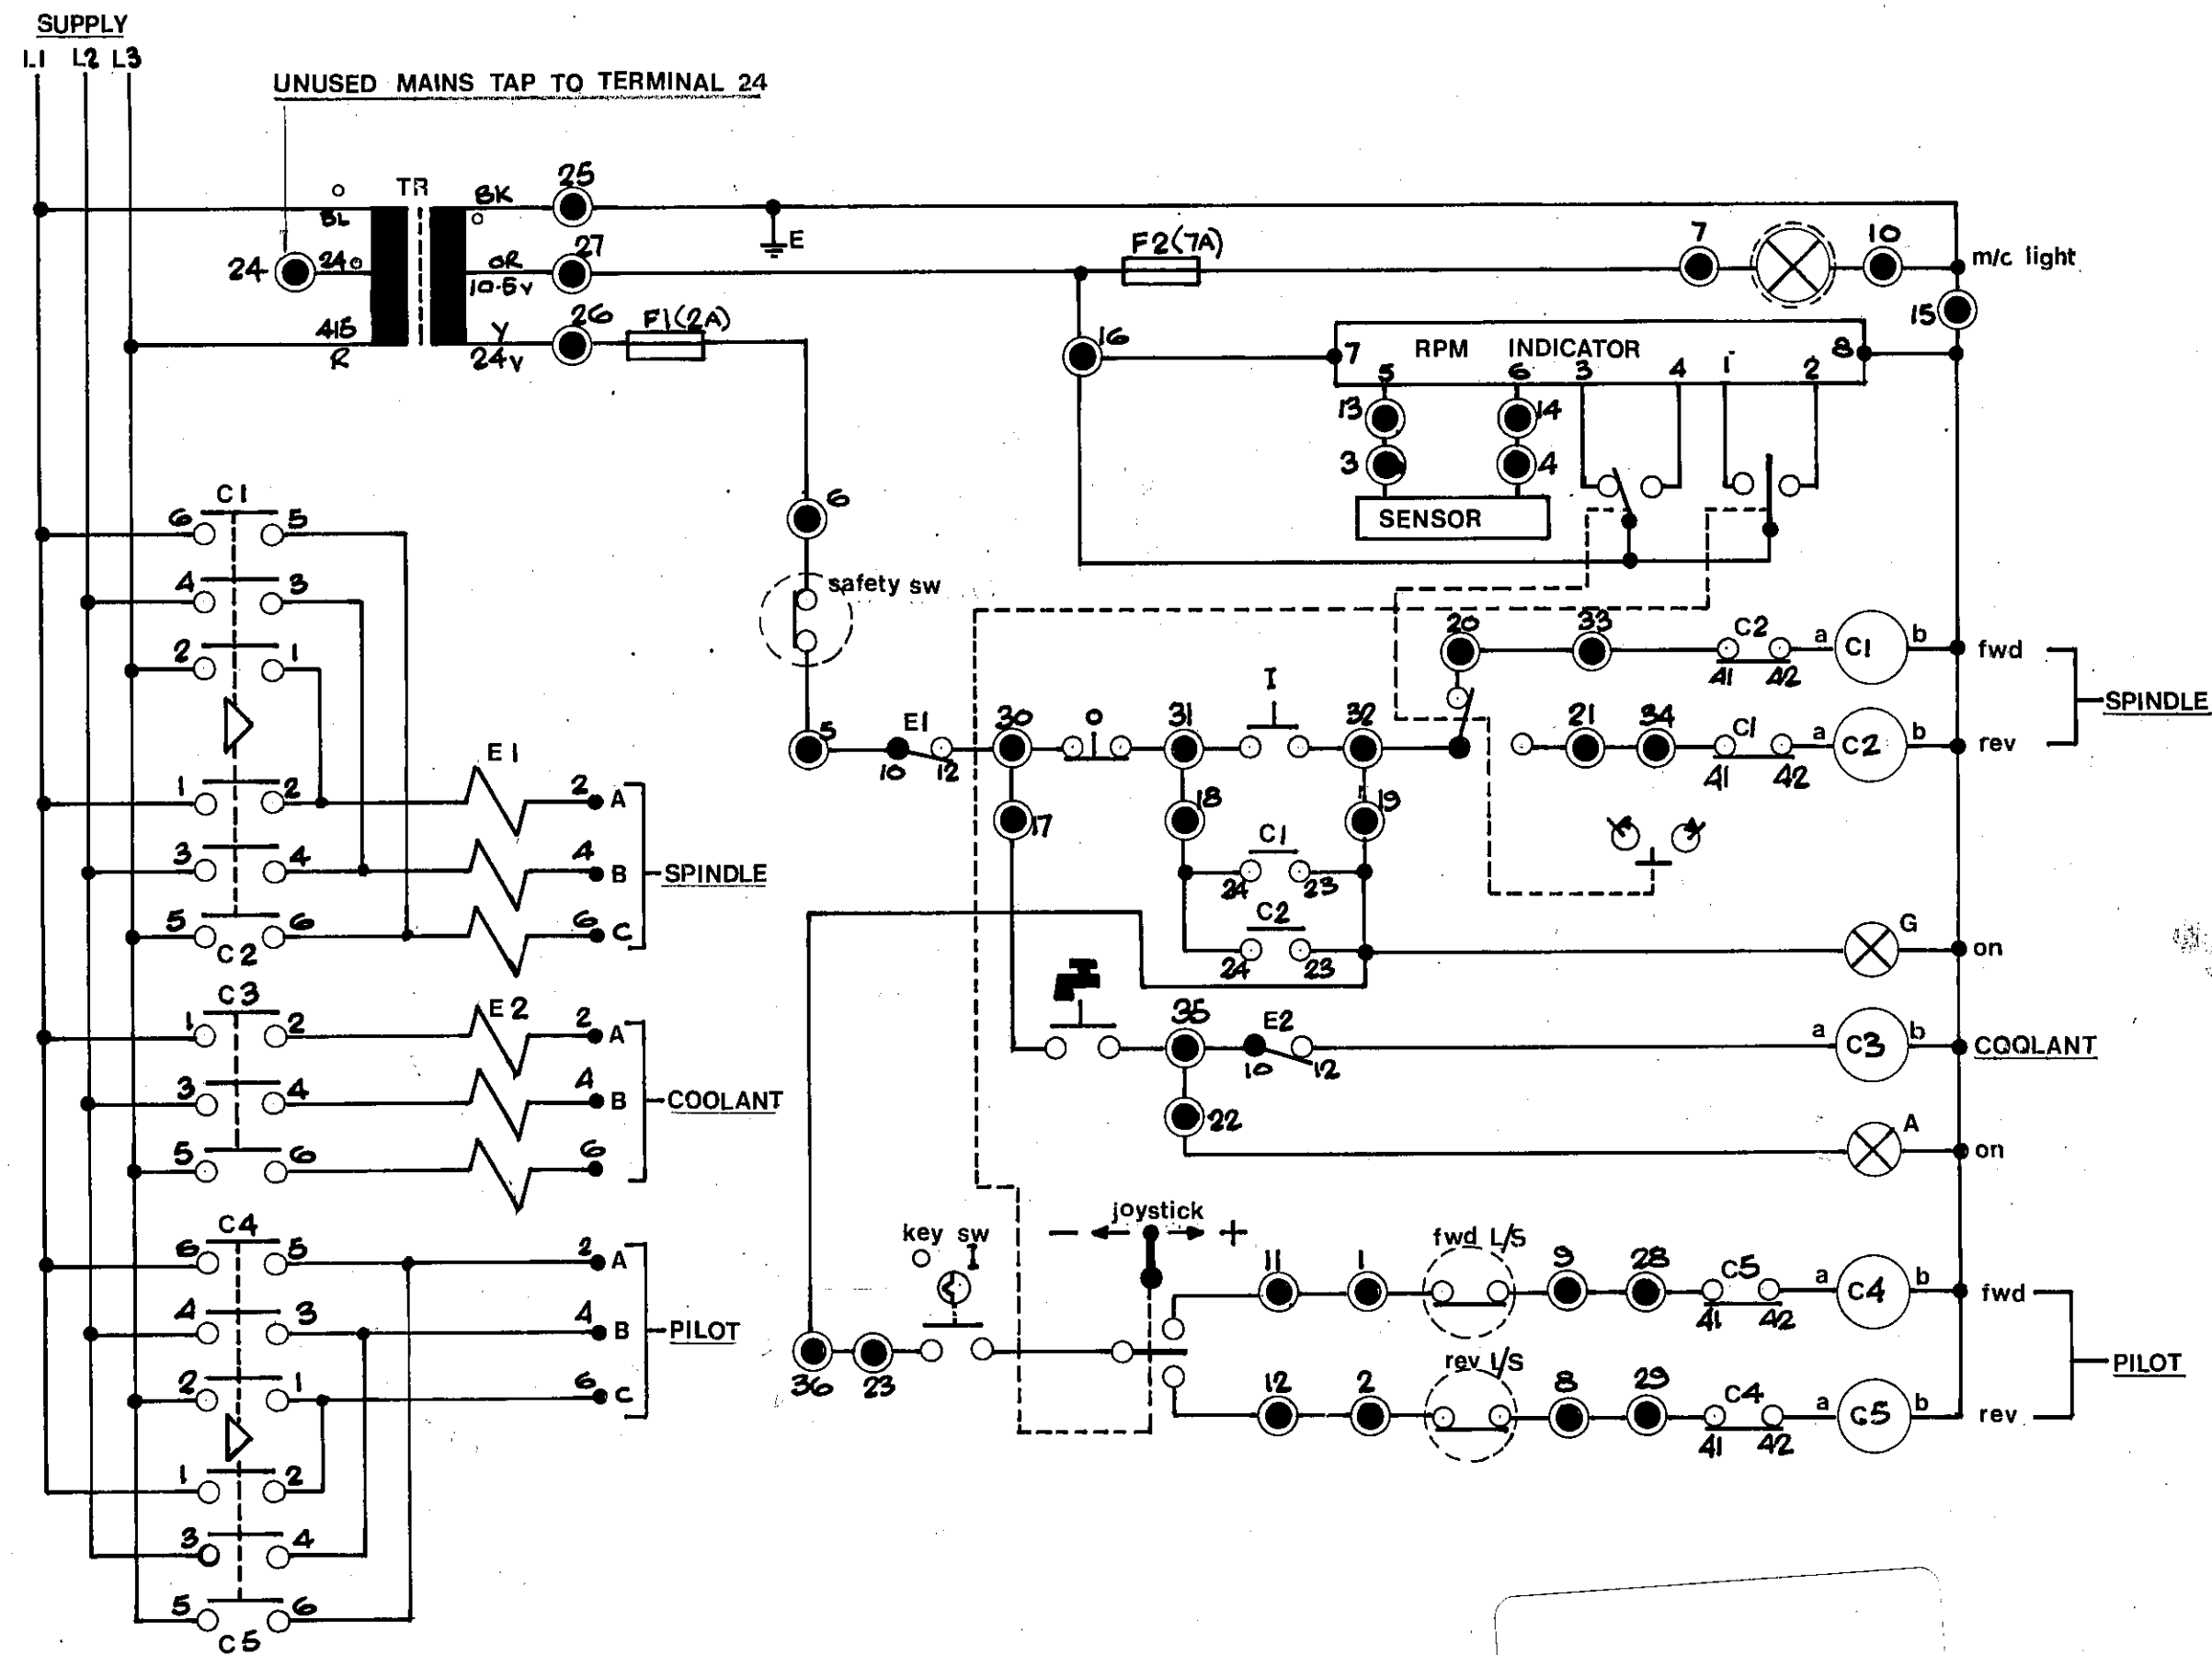 SUPPLY
L1 L2 L3
UNUSED MAINS TAP TO TERMINAL 24
TR
BL
BK
25
24
24
OR
10·5v
27
415
R
Y
24v
26
F1(2A)
E
F2(7A)
7
10
m/c light
15
16
7 RPM INDICATOR 8
5 6 3 4 1 2
13 14
3 4
SENSOR
6
safety sw
5
E1
10 12
30
O
31
I
32
20
33
C2
41 42
a C1 b
fwd
21
34
C1
41 42
a C2 b
rev
SPINDLE
17
18
19
C1
24 23
C2
24 23
G
on
35
E2
10 12
a C3 b
COOLANT
22
A
on
C1
6 5
4 3
2 1
1 2
3 4
5 6
C2
E1
2 A
4 B
6 C
SPINDLE
C3
1 2
3 4
5 6
E2
2 A
4 B
6
COOLANT
C4
6 5
4 3
2 1
1 2
3 4
5 6
C5
2 A
4 B
6 C
PILOT
key sw
I
36 23
joystick
− +
11
1
fwd L/S
9
28
C5
41 42
a C4 b
fwd
12
2
rev L/S
8
29
C4
41 42
a C5 b
rev
PILOT